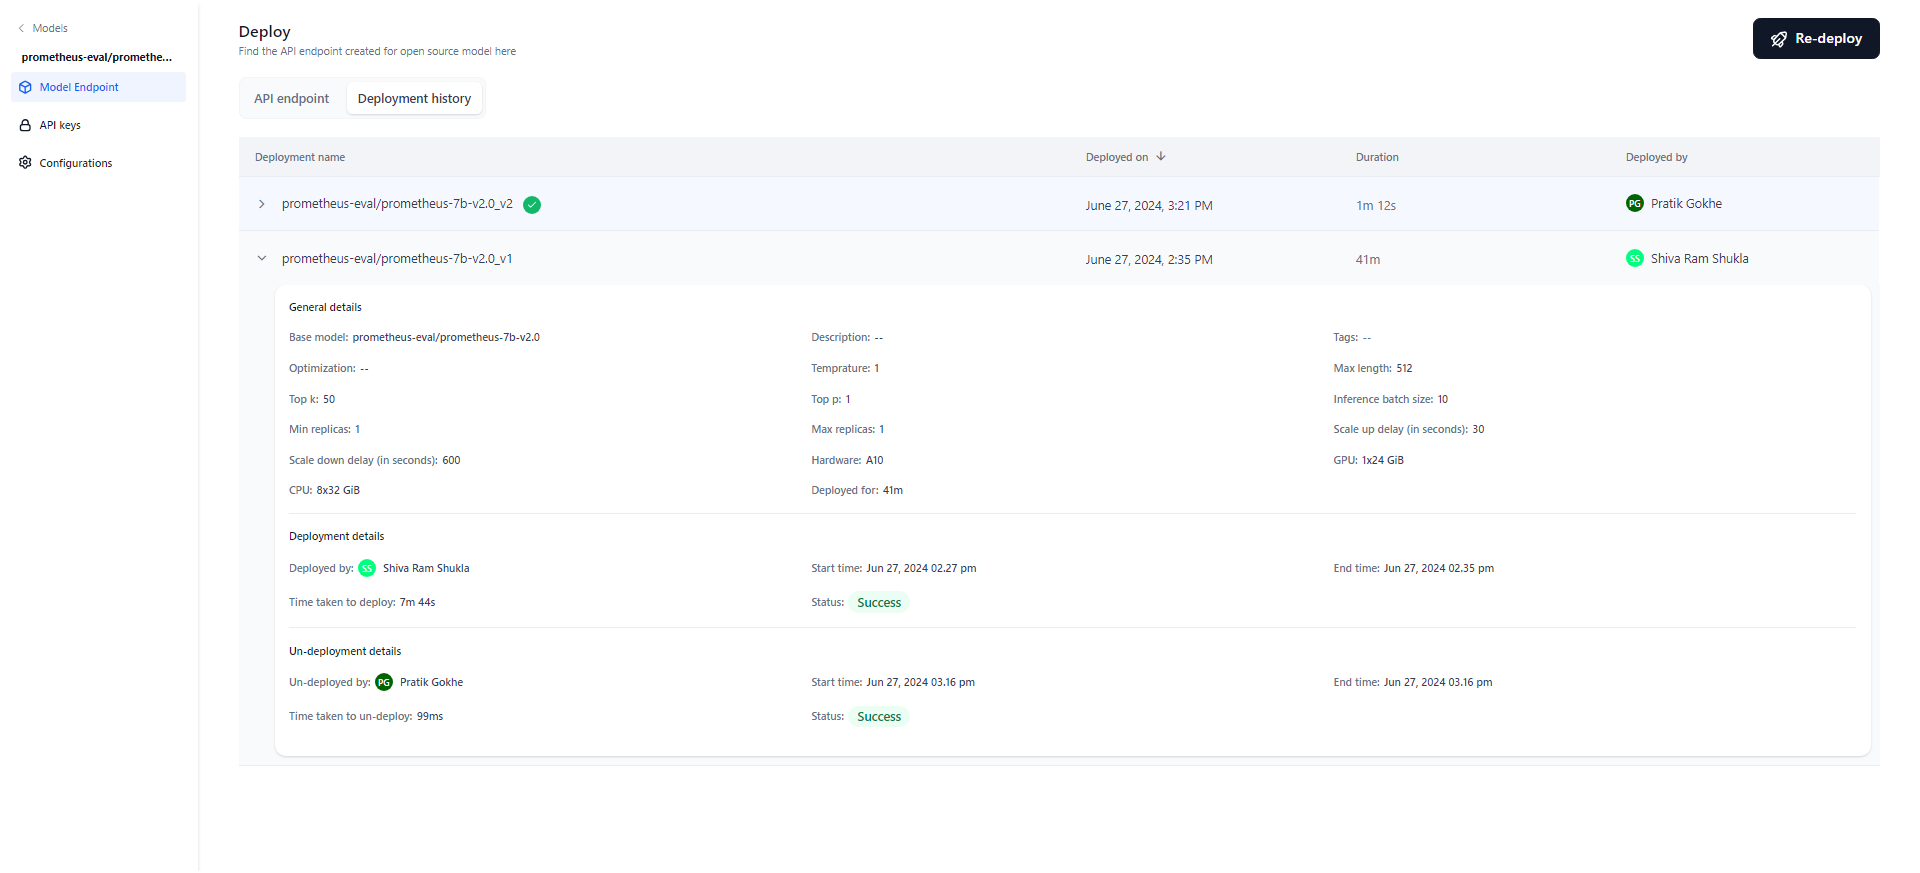 Models
prometheus-eval/promethe...
Model Endpoint
API keys
Configurations
Deploy
Find the API endpoint created for open source model here
Re-deploy
API endpoint Deployment history
Deployment name Deployed on Duration Deployed by
prometheus-eval/prometheus-7b-v2.0_v2 June 27, 2024, 3:21 PM 1m 12s PG Pratik Gokhe
prometheus-eval/prometheus-7b-v2.0_v1 June 27, 2024, 2:35 PM 41m SS Shiva Ram Shukla
General details
Base model: prometheus-eval/prometheus-7b-v2.0 Description: -- Tags: --
Optimization: -- Temprature: 1 Max length: 512
Top k: 50 Top p: 1 Inference batch size: 10
Min replicas: 1 Max replicas: 1 Scale up delay (in seconds): 30
Scale down delay (in seconds): 600 Hardware: A10 GPU: 1x24 GiB
CPU: 8x32 GiB Deployed for: 41m
Deployment details
Deployed by: SS Shiva Ram Shukla Start time: Jun 27, 2024 02.27 pm End time: Jun 27, 2024 02.35 pm
Time taken to deploy: 7m 44s Status: Success
Un-deployment details
Un-deployed by: PG Pratik Gokhe Start time: Jun 27, 2024 03.16 pm End time: Jun 27, 2024 03.16 pm
Time taken to un-deploy: 99ms Status: Success